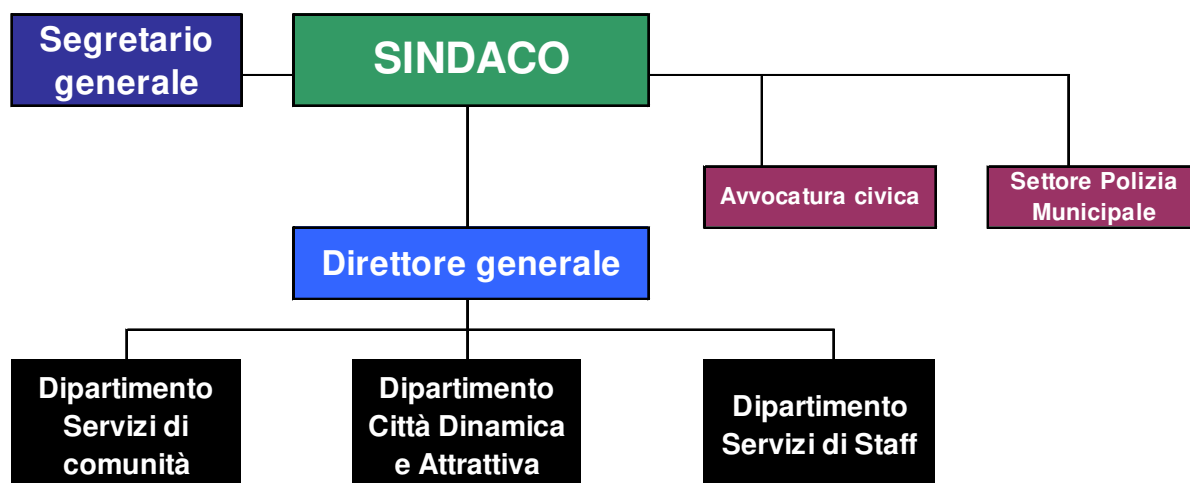 Segretario
generale
SINDACO
Avvocatura civica
Settore Polizia
Municipale
Direttore generale
Dipartimento
Servizi di
comunità
Dipartimento
Città Dinamica
e Attrattiva
Dipartimento
Servizi di Staff